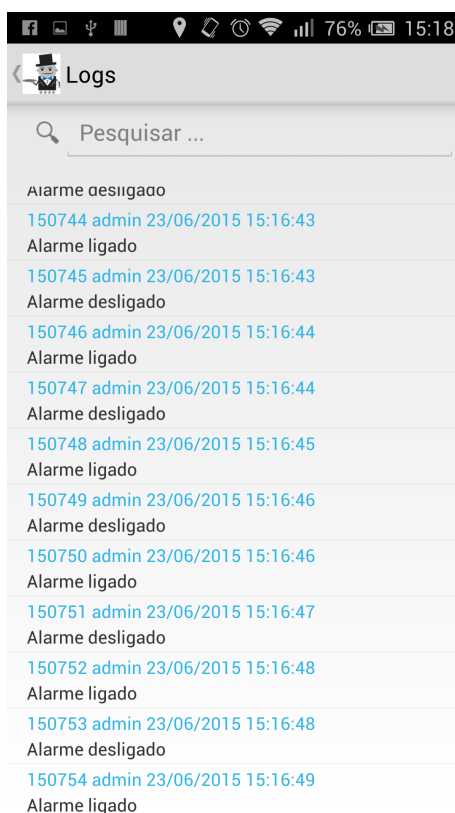 76% 15:18
Logs
Pesquisar ...
Alarme desligado
150744 admin 23/06/2015 15:16:43
Alarme ligado
150745 admin 23/06/2015 15:16:43
Alarme desligado
150746 admin 23/06/2015 15:16:44
Alarme ligado
150747 admin 23/06/2015 15:16:44
Alarme desligado
150748 admin 23/06/2015 15:16:45
Alarme ligado
150749 admin 23/06/2015 15:16:46
Alarme desligado
150750 admin 23/06/2015 15:16:46
Alarme ligado
150751 admin 23/06/2015 15:16:47
Alarme desligado
150752 admin 23/06/2015 15:16:48
Alarme ligado
150753 admin 23/06/2015 15:16:48
Alarme desligado
150754 admin 23/06/2015 15:16:49
Alarme ligado